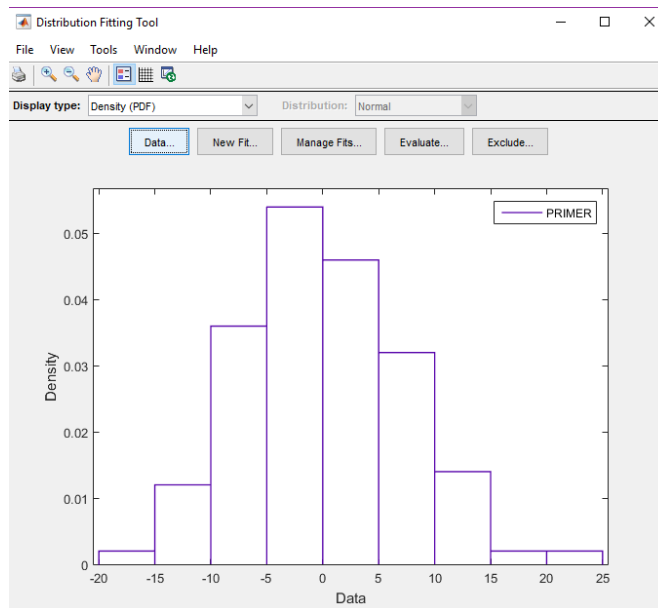 Distribution Fitting Tool
File View Tools Window Help
Display type: Density (PDF) Distribution: Normal
Data... New Fit... Manage Fits... Evaluate... Exclude...
PRIMER
0.05
0.04
0.03
0.02
0.01
0
Density
-20 -15 -10 -5 0 5 10 15 20 25
Data